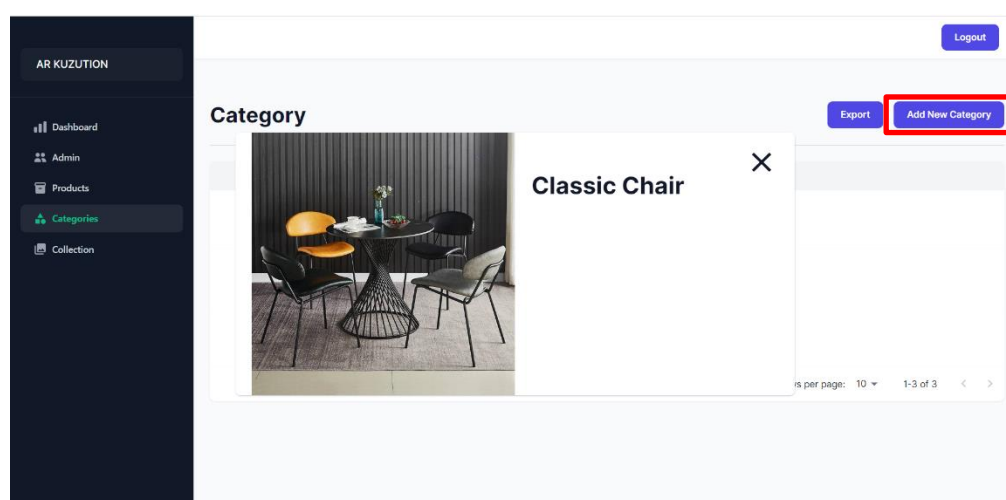 Logout
AR KUZUTION
Category
Export
Add New Category
Dashboard
Admin
Products
Categories
Collection
Classic Chair
per page: 10
1-3 of 3